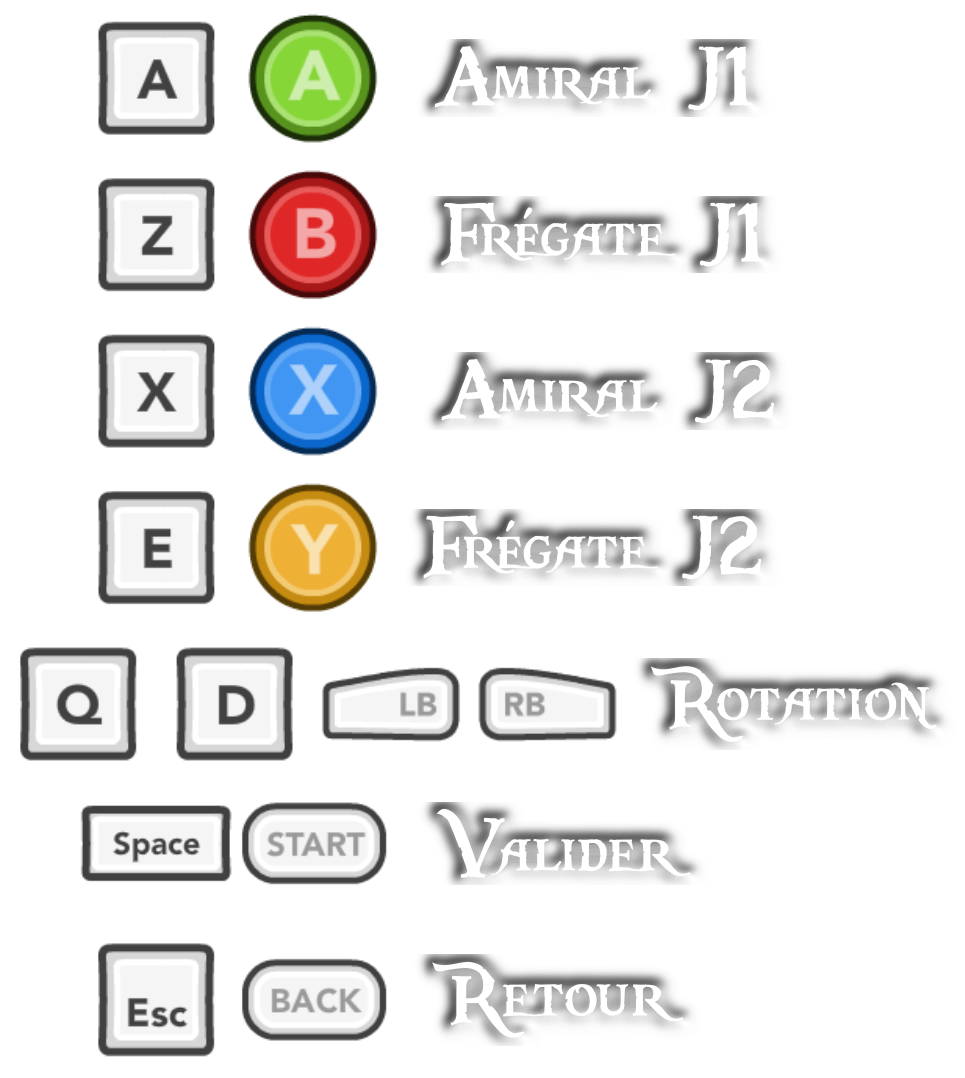 A A Amiral J1
Z B Frégate J1
X X Amiral J2
E Y Frégate J2
Q D LB RB Rotation
Space START Valider
Esc BACK Retour